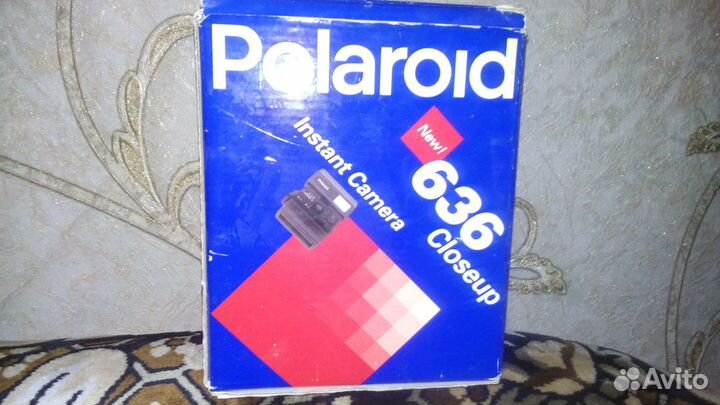 Polaroid
New!
636
Closeup
Instant Camera
Avito